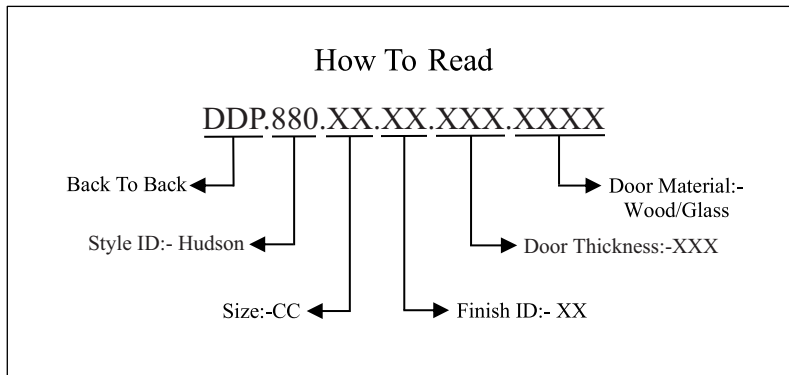 How To Read
DDP.880.XX.XX.XXX.XXXX
Back To Back
Door Material:-
Wood/Glass
Style ID:- Hudson
Door Thickness:-XXX
Size:-CC
Finish ID:- XX